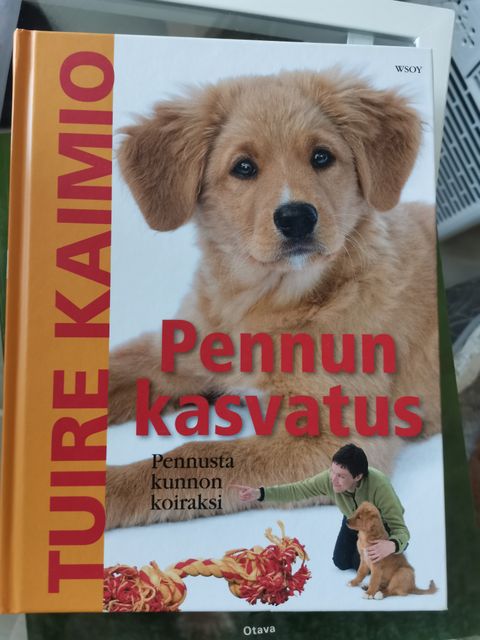 WSOY
TUIRE KAIMIO
Pennun
kasvatus
Pennusta
kunnon
koiraksi
Otava